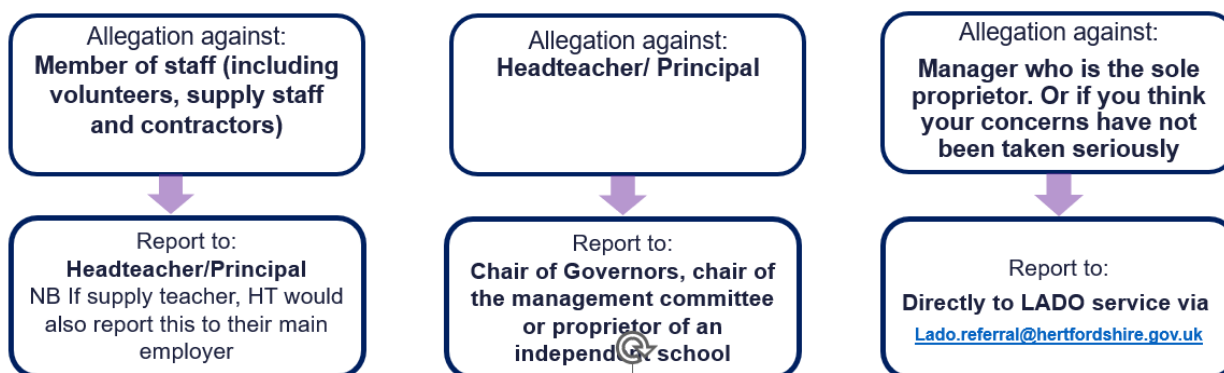 Allegation against:
Member of staff (including
volunteers, supply staff
and contractors)
Report to:
Headteacher/Principal
NB If supply teacher, HT would
also report this to their main
employer
Allegation against:
Headteacher/ Principal
Report to:
Chair of Governors, chair of
the management committee
or proprietor of an
independent school
Allegation against:
Manager who is the sole
proprietor. Or if you think
your concerns have not
been taken seriously
Report to:
Directly to LADO service via
Lado.referral@hertfordshire.gov.uk